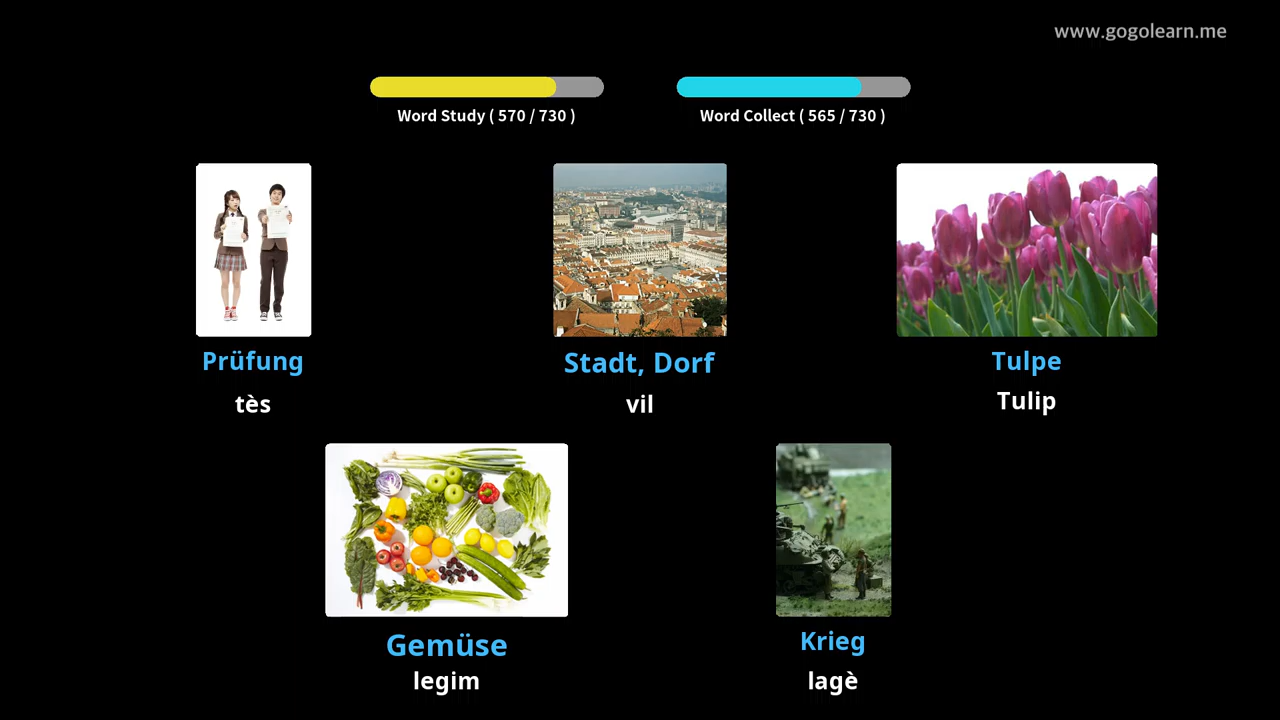 www.gogolearn.me
Word Study ( 570 / 730 )
Word Collect ( 565 / 730 )
Prüfung
tès
Stadt, Dorf
vil
Tulpe
Tulip
Gemüse
legim
Krieg
lagè